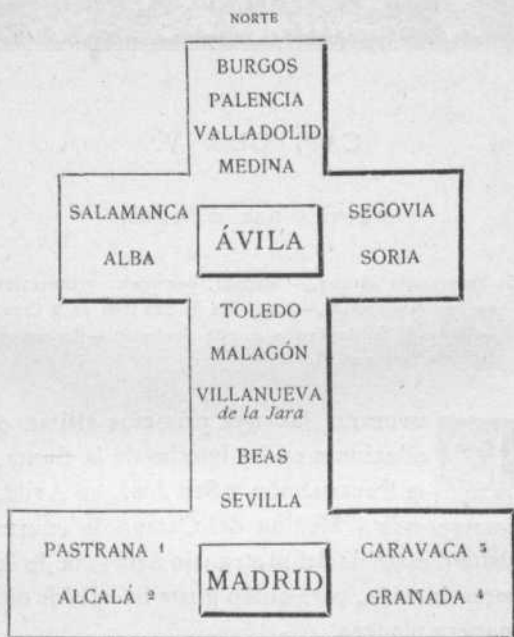 NORTE
BURGOS
PALENCIA
VALLADOLID
MEDINA
SALAMANCA
ALBA
ÁVILA
SEGOVIA
SORIA
TOLEDO
MALAGÓN
VILLANUEVA
de la Jara
BEAS
SEVILLA
PASTRANA ¹
ALCALÁ ²
MADRID
CARAVACA ³
GRANADA ⁴